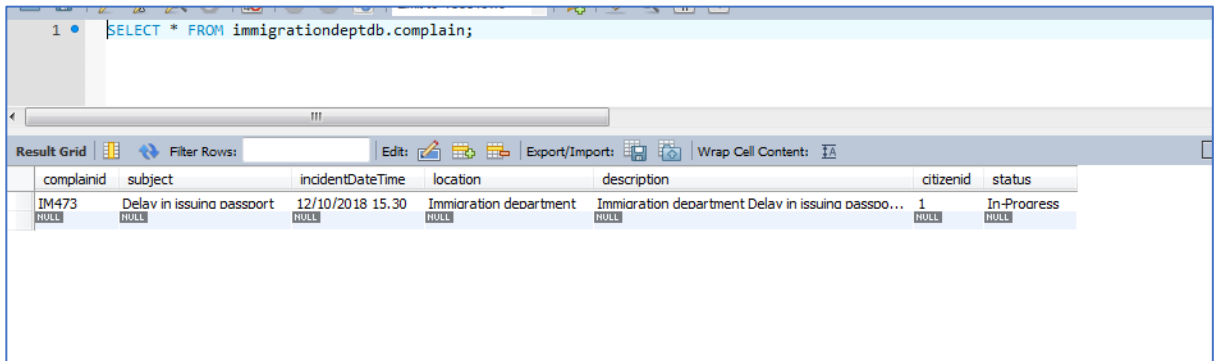 1 SELECT * FROM immigrationdeptdb.complain;
Result Grid Filter Rows: Edit: Export/Import: Wrap Cell Content: IA
complainid subject incidentDateTime location description citizenid status
IM473 Delay in issuing passport 12/10/2018 15.30 Immigration department Immigration department Delay in issuing passpo... 1 In-Progress
NULL NULL NULL NULL NULL NULL NULL